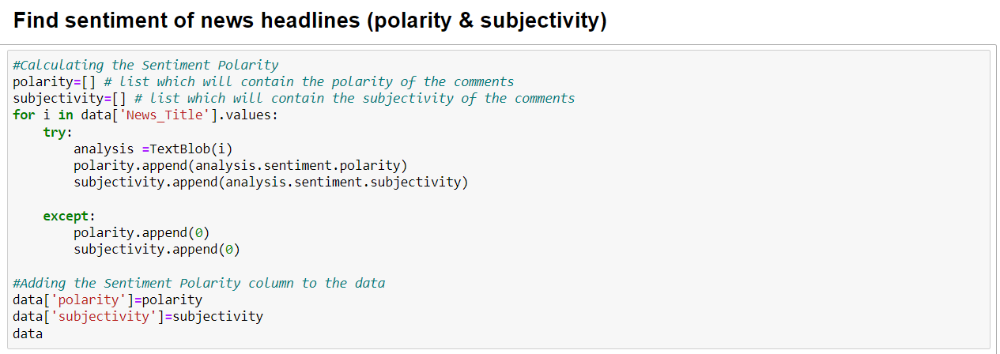 Find sentiment of news headlines (polarity & subjectivity)
#Calculating the Sentiment Polarity
polarity=[] # list which will contain the polarity of the comments
subjectivity=[] # list which will contain the subjectivity of the comments
for i in data['News_Title'].values:
    try:
        analysis =TextBlob(i)
        polarity.append(analysis.sentiment.polarity)
        subjectivity.append(analysis.sentiment.subjectivity)
    except:
        polarity.append(0)
        subjectivity.append(0)
#Adding the Sentiment Polarity column to the data
data['polarity']=polarity
data['subjectivity']=subjectivity
data